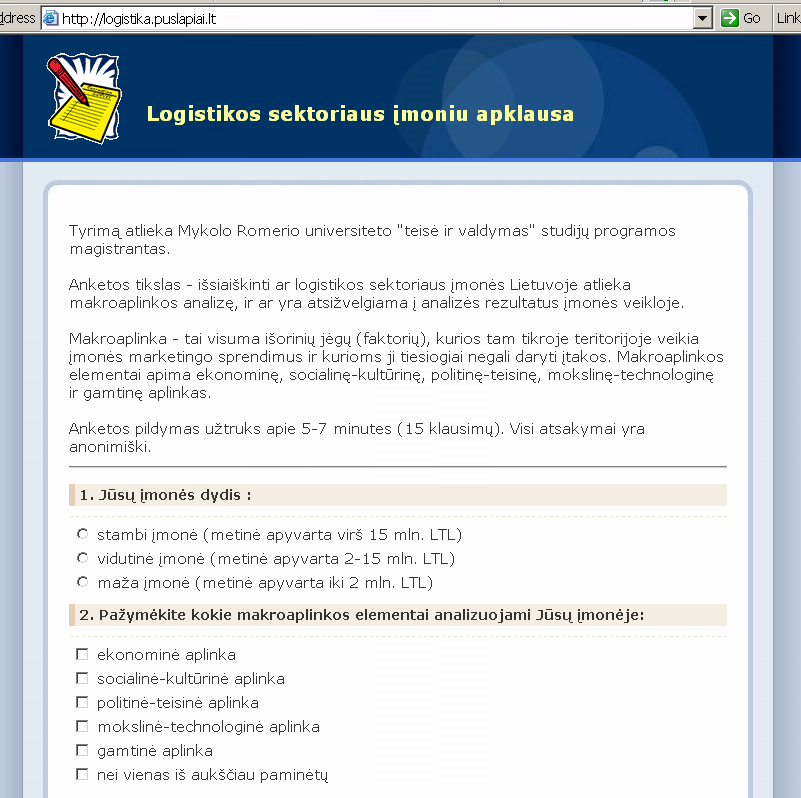 ddress http://logistika.puslapiai.lt Go Link
Logistikos sektoriaus įmoniu apklausa
Tyrimą atlieka Mykolo Romerio universiteto "teisė ir valdymas" studijų programos
magistrantas.
Anketos tikslas - išsiaiškinti ar logistikos sektoriaus įmonės Lietuvoje atlieka
makroaplinkos analizę, ir ar yra atsižvelgiama į analizės rezultatus įmonės veikloje.
Makroaplinka - tai visuma išorinių jėgų (faktorių), kurios tam tikroje teritorijoje veikia
įmonės marketingo sprendimus ir kurioms ji tiesiogiai negali daryti įtakos. Makroaplinkos
elementai apima ekonominę, socialinę-kultūrinę, politinę-teisinę, mokslinę-technologinę
ir gamtinę aplinkas.
Anketos pildymas užtruks apie 5-7 minutes (15 klausimų). Visi atsakymai yra
anonimiški.
1. Jūsų įmonės dydis :
stambi įmonė (metinė apyvarta virš 15 mln. LTL)
vidutinė įmonė (metinė apyvarta 2-15 mln. LTL)
maža įmonė (metinė apyvarta iki 2 mln. LTL)
2. Pažymėkite kokie makroaplinkos elementai analizuojami Jūsų įmonėje:
ekonominė aplinka
socialinė-kultūrinė aplinka
politinė-teisinė aplinka
mokslinė-technologinė aplinka
gamtinė aplinka
nei vienas iš aukščiau paminėtų